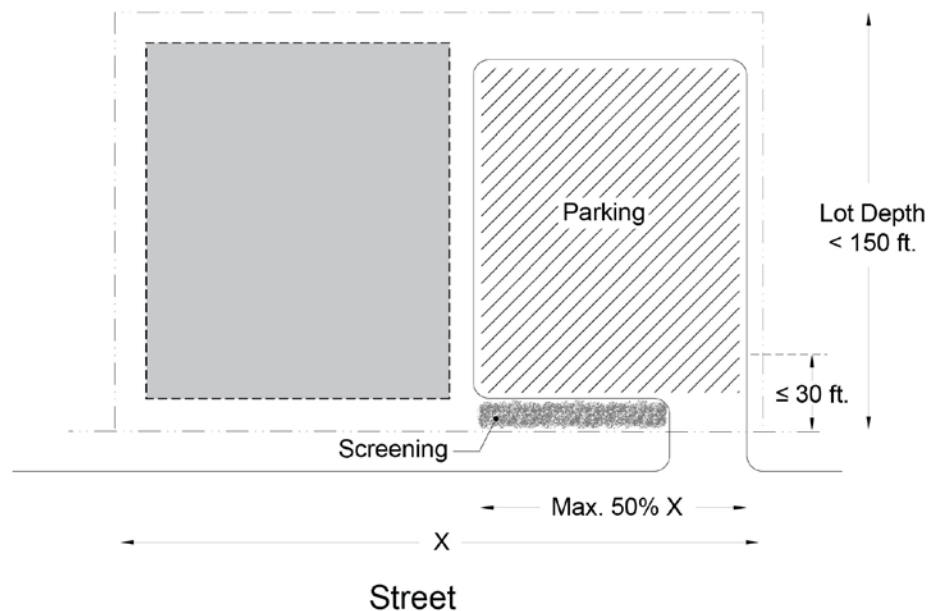 Parking
Lot Depth
< 150 ft.
≤ 30 ft.
Screening
Max. 50% X
X
Street